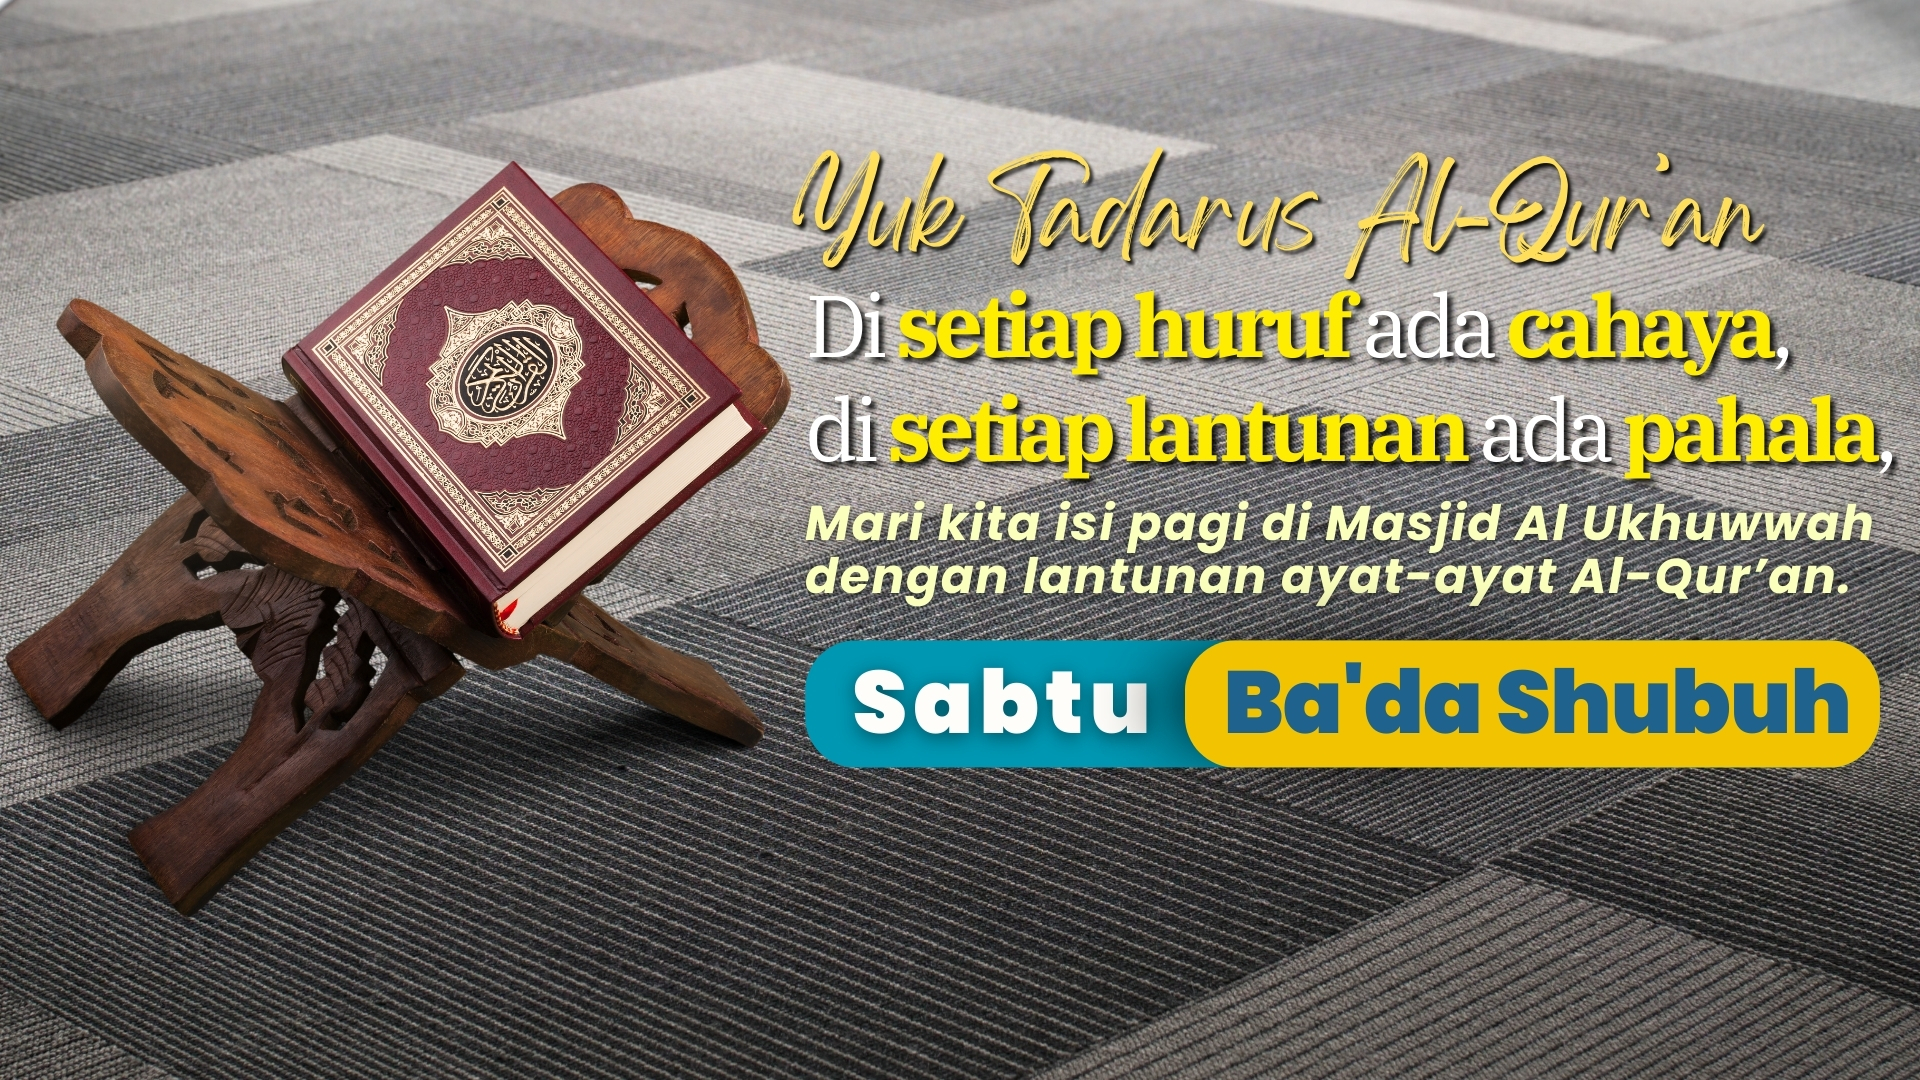 Yuk Tadarus Al-Qur'an
Di setiap huruf ada cahaya,
di setiap lantunan ada pahala,
Mari kita isi pagi di Masjid Al Ukhuwwah
dengan lantunan ayat-ayat Al-Qur'an.
Sabtu Ba'da Shubuh